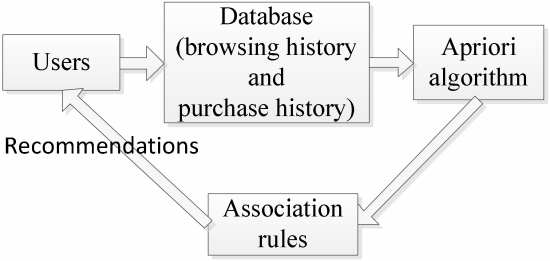 Users
Database
(browsing history
and
purchase history)
Apriori
algorithm
Recommendations
Association
rules